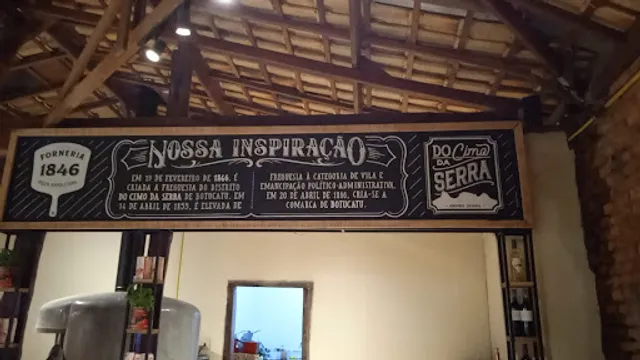 FORNERIA
1846
NOSSA INSPIRAÇÃO
EM 19 DE FEVEREIRO DE 1846, É
CRIADA A FREGUESIA DO DISTRITO
DO CIMO DA SERRA DE BOTUCATU. EM
14 DE ABRIL DE 1855, É ELEVADA DE
FREGUESIA À CATEGORIA DE VILA E
EMANCIPAÇÃO POLÍTICO-ADMINISTRATIVA,
EM 20 DE ABRIL DE 1866, CRIA-SE A
COMARCA DE BOTUCATU.
DO Cima
DA
SERRA